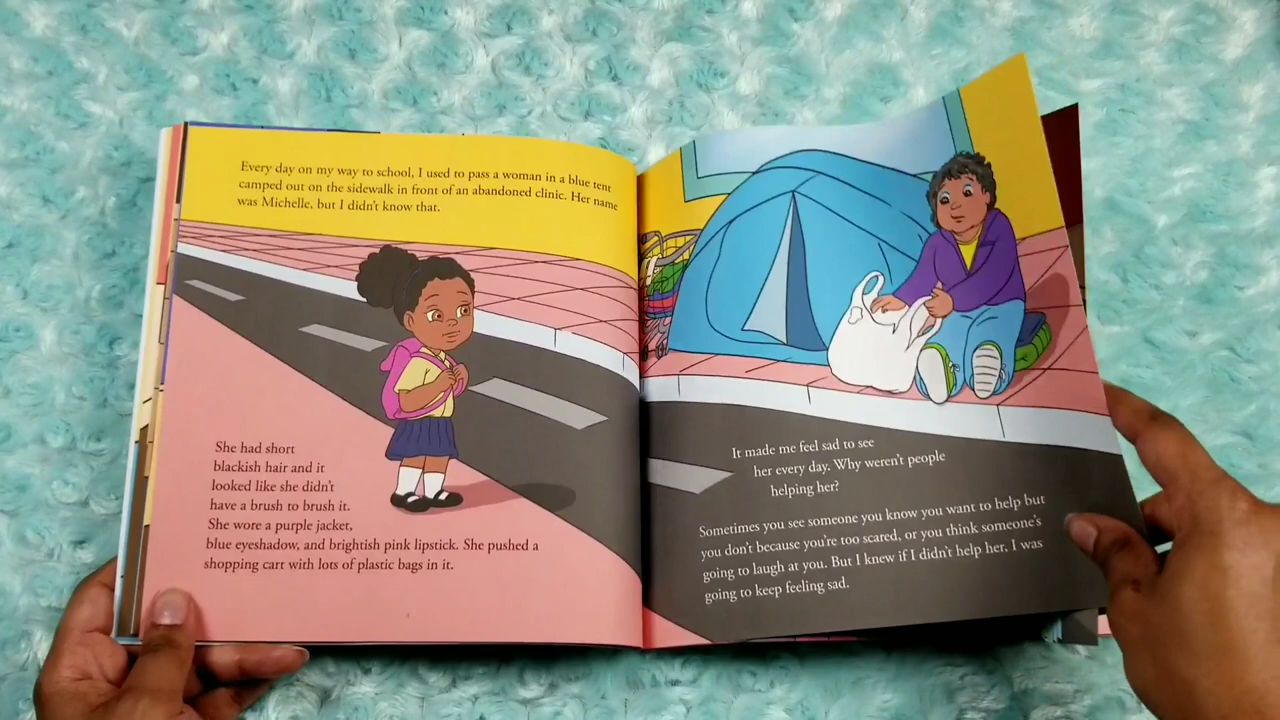 Every day on my way to school, I used to pass a woman in a blue tent
camped out on the sidewalk in front of an abandoned clinic. Her name
was Michelle, but I didn't know that.
She had short
blackish hair and it
looked like she didn't
have a brush to brush it.
She wore a purple jacket,
blue eyeshadow, and brightish pink lipstick. She pushed a
shopping cart with lots of plastic bags in it.
It made me feel sad to see
her every day. Why weren't people
helping her?
Sometimes you see someone you know you want to help but
you don't because you're too scared, or you think someone's
going to laugh at you. But I knew if I didn't help her, I was
going to keep feeling sad.